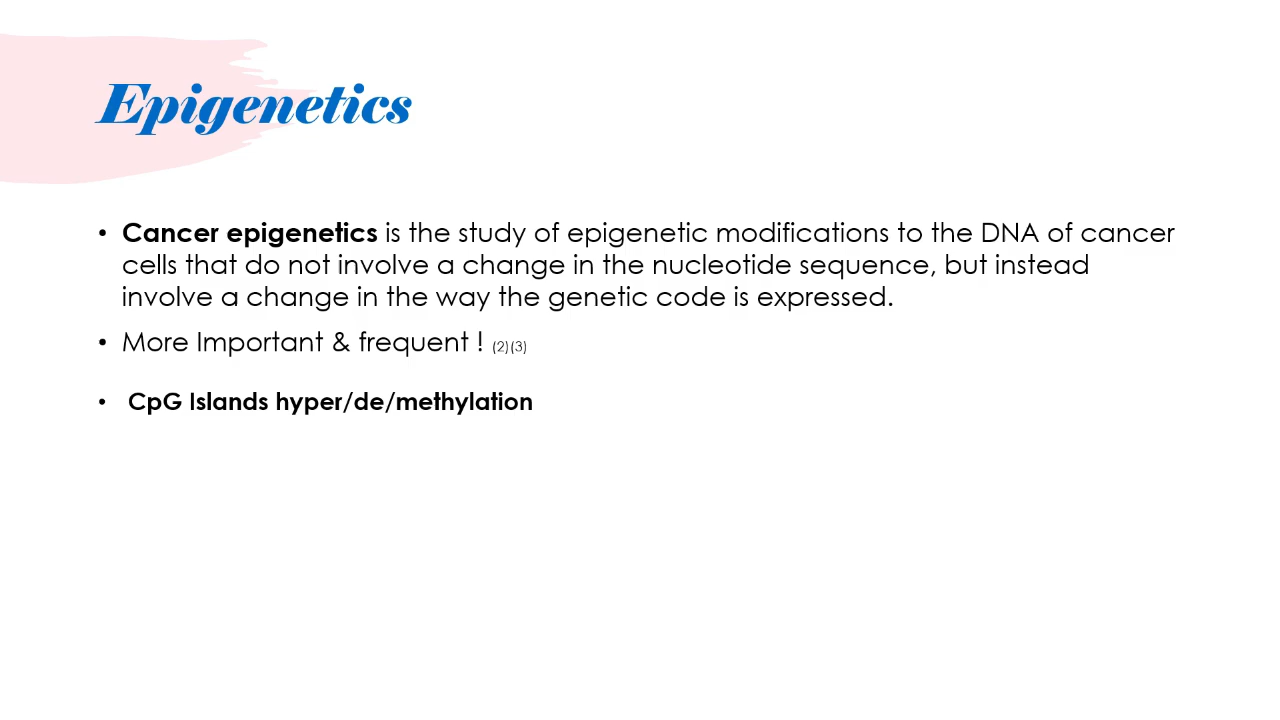 Epigenetics
• Cancer epigenetics is the study of epigenetic modifications to the DNA of cancer
cells that do not involve a change in the nucleotide sequence, but instead
involve a change in the way the genetic code is expressed.
• More Important & frequent ! (2)(3)
• CpG Islands hyper/de/methylation